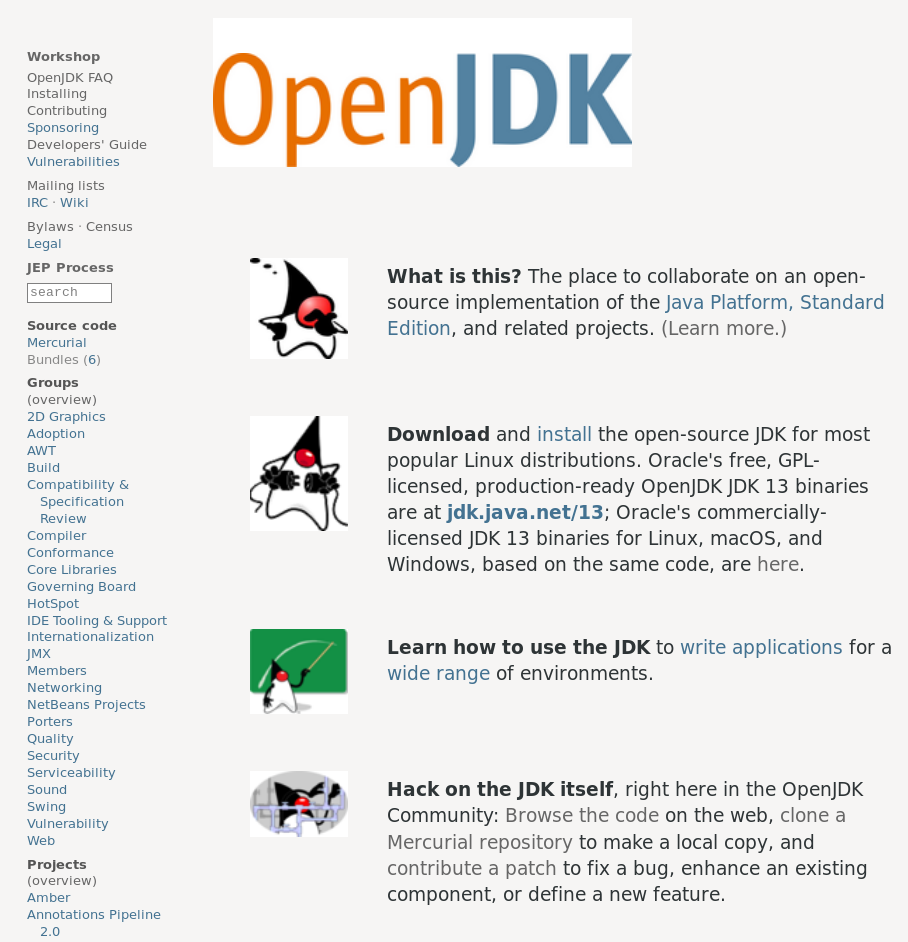 Workshop
OpenJDK FAQ
Installing
Contributing
Sponsoring
Developers' Guide
Vulnerabilities
Mailing lists
IRC · Wiki
Bylaws · Census
Legal
JEP Process
search
Source code
Mercurial
Bundles (6)
Groups
(overview)
2D Graphics
Adoption
AWT
Build
Compatibility &
Specification
Review
Compiler
Conformance
Core Libraries
Governing Board
HotSpot
IDE Tooling & Support
Internationalization
JMX
Members
Networking
NetBeans Projects
Porters
Quality
Security
Serviceability
Sound
Swing
Vulnerability
Web
Projects
(overview)
Amber
Annotations Pipeline
2.0
OpenJDK
What is this? The place to collaborate on an open-
source implementation of the Java Platform, Standard
Edition, and related projects. (Learn more.)
Download and install the open-source JDK for most
popular Linux distributions. Oracle's free, GPL-
licensed, production-ready OpenJDK JDK 13 binaries
are at jdk.java.net/13; Oracle's commercially-
licensed JDK 13 binaries for Linux, macOS, and
Windows, based on the same code, are here.
Learn how to use the JDK to write applications for a
wide range of environments.
Hack on the JDK itself, right here in the OpenJDK
Community: Browse the code on the web, clone a
Mercurial repository to make a local copy, and
contribute a patch to fix a bug, enhance an existing
component, or define a new feature.